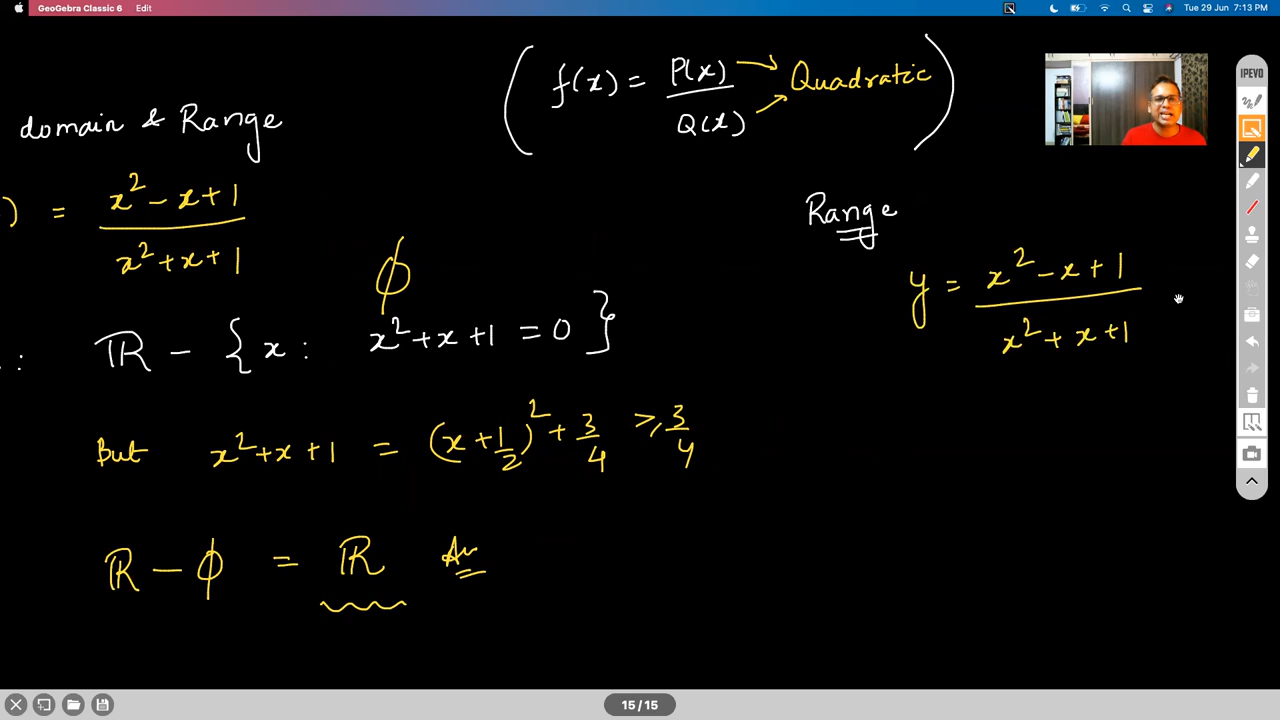 GeoGebra Classic 6 Edit Tue 29 Jun 7:13 PM
IPEVO
f(x) = P(x) / Q(x) → Quadratic
domain & Range
) = x² - x + 1 / x² + x + 1
ϕ
: ℝ - { x : x² + x + 1 = 0 }
But x² + x + 1 = (x + 1/2)² + 3/4 ≥ 3/4
ℝ - ϕ = ℝ An
Range
y = x² - x + 1 / x² + x + 1
15/15